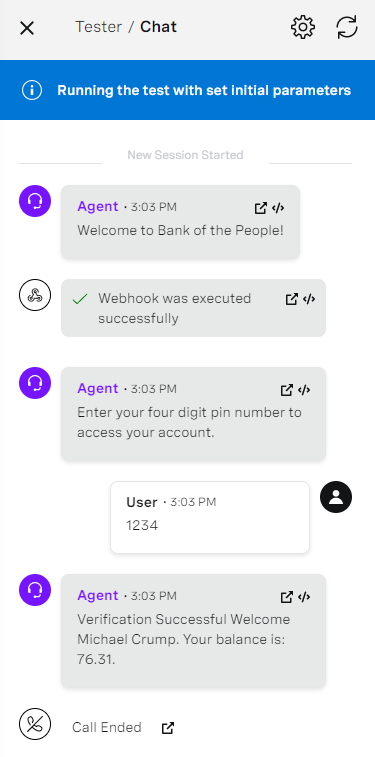 Tester / Chat
Running the test with set initial parameters
New Session Started
Agent · 3:03 PM
Welcome to Bank of the People!
Webhook was executed
successfully
Agent · 3:03 PM
Enter your four digit pin number to
access your account.
User · 3:03 PM
1234
Agent · 3:03 PM
Verification Successful Welcome
Michael Crump. Your balance is:
76.31.
Call Ended